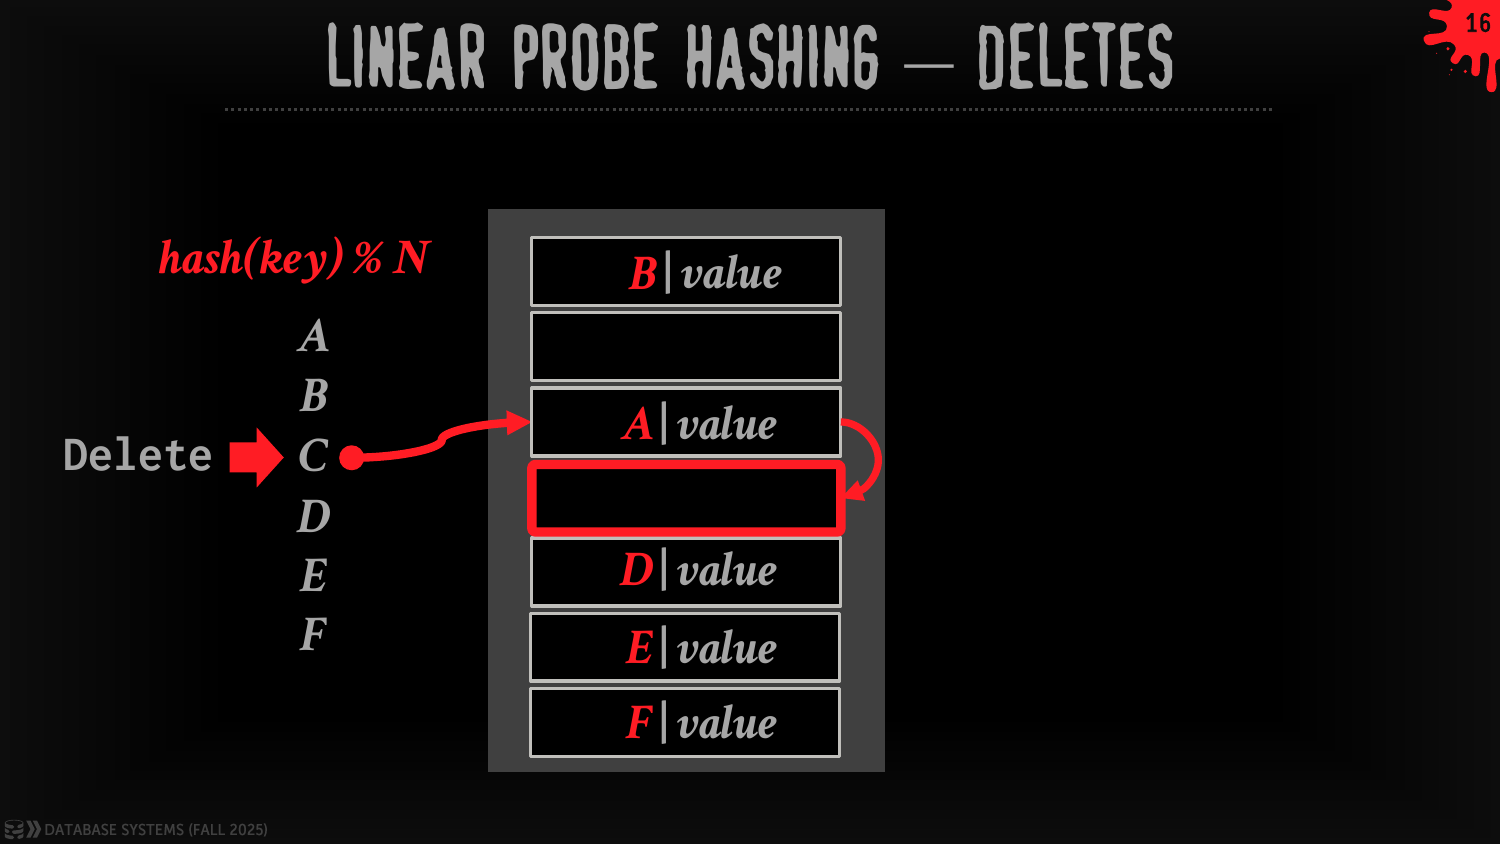 16
LINEAR PROBE HASHING — DELETES
hash(key) % N
A
B
Delete C
D
E
F
B|value
A|value
D|value
E|value
F|value
DATABASE SYSTEMS (FALL 2025)